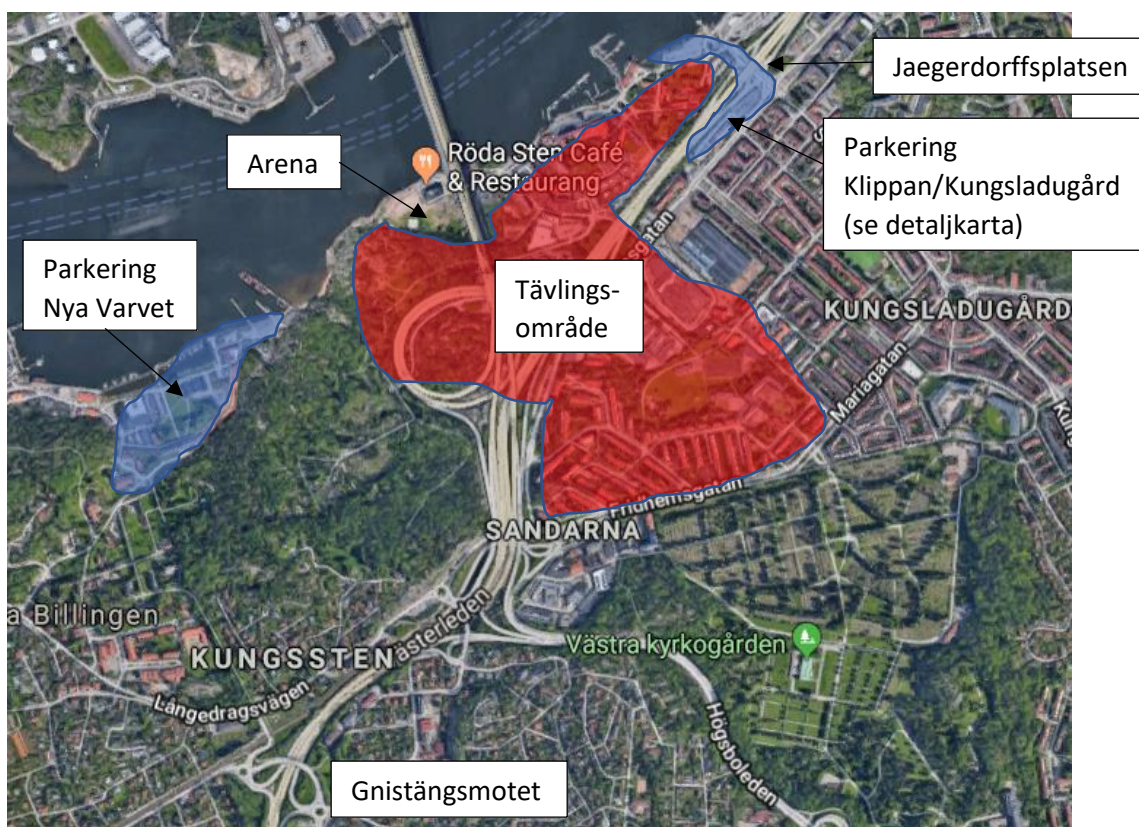 Jaegerdorffsplatsen
Parkering
Klippan/Kungsladugård
(se detaljkarta)
Arena
Röda Sten Café
& Restaurang
Parkering
Nya Varvet
Tävlings-
område
KUNGSLADUGÅRD
Mariagatan
Fridhemsgatan
SANDARNA
a Billingen
KUNGSSTEN
ästerleden
Västra kyrkogården
Långedragsvägen
Högsboleden
Gnistängsmotet